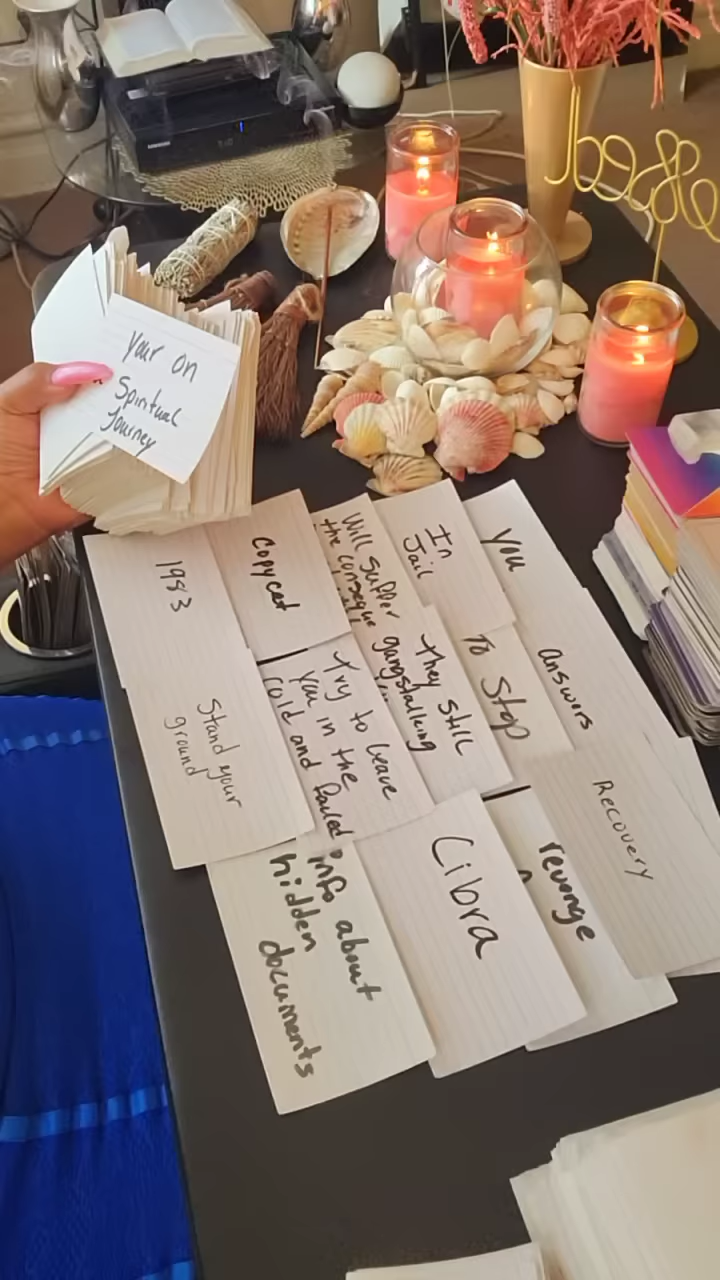 Your on
Spiritual
Journey
1983
Copycat
Will Suffer
the conseque
In
Jail
You
Stand your
ground
Try to leave
you in the
cold and failed
They still
gangstalking
To Stop
Answers
info about
hidden
documents
Libra
revenge
Recovery